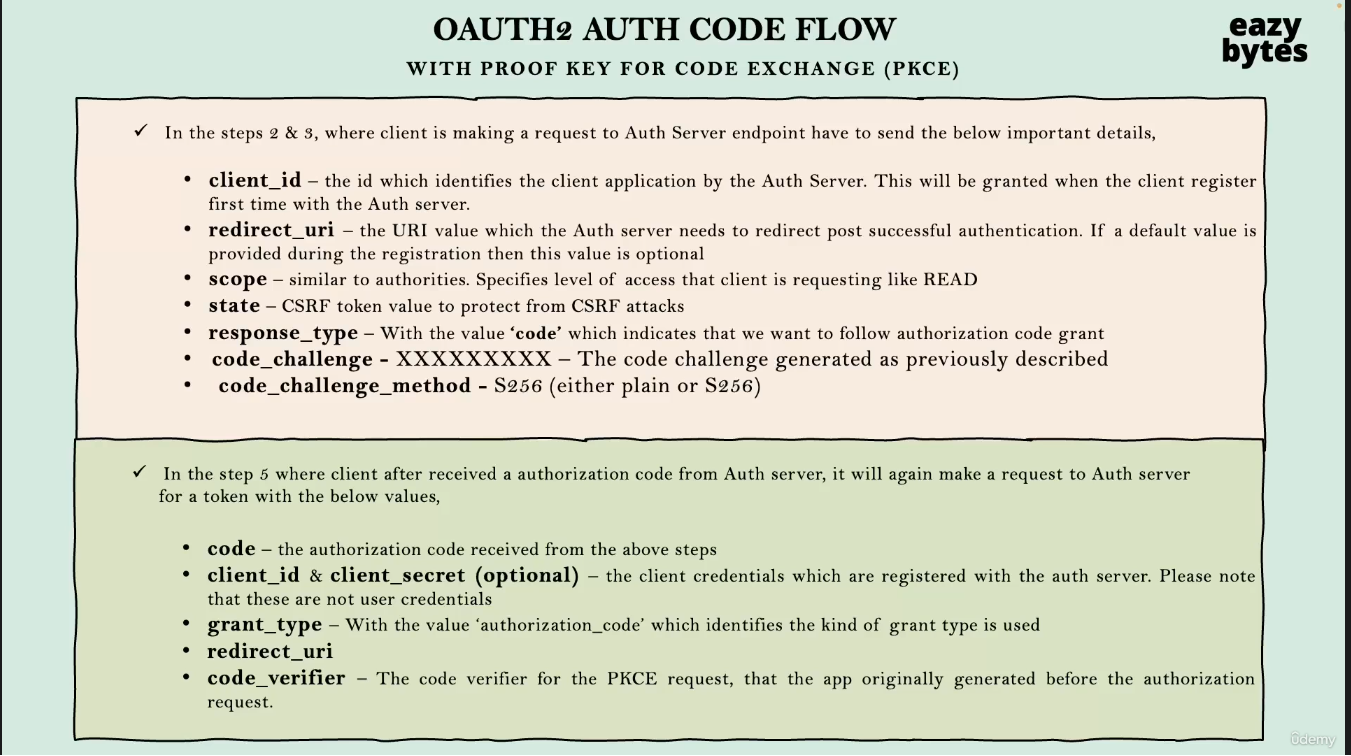 OAUTH2 AUTH CODE FLOW
eazy
bytes
WITH PROOF KEY FOR CODE EXCHANGE (PKCE)
✓ In the steps 2 & 3, where client is making a request to Auth Server endpoint have to send the below important details,
• client_id – the id which identifies the client application by the Auth Server. This will be granted when the client register
first time with the Auth server.
• redirect_uri – the URI value which the Auth server needs to redirect post successful authentication. If a default value is
provided during the registration then this value is optional
• scope – similar to authorities. Specifies level of access that client is requesting like READ
• state – CSRF token value to protect from CSRF attacks
• response_type – With the value ‘code’ which indicates that we want to follow authorization code grant
• code_challenge - XXXXXXXXX – The code challenge generated as previously described
• code_challenge_method - S256 (either plain or S256)
✓ In the step 5 where client after received a authorization code from Auth server, it will again make a request to Auth server
for a token with the below values,
• code – the authorization code received from the above steps
• client_id & client_secret (optional) – the client credentials which are registered with the auth server. Please note
that these are not user credentials
• grant_type – With the value ‘authorization_code’ which identifies the kind of grant type is used
• redirect_uri
• code_verifier – The code verifier for the PKCE request, that the app originally generated before the authorization
request.
ûdemy